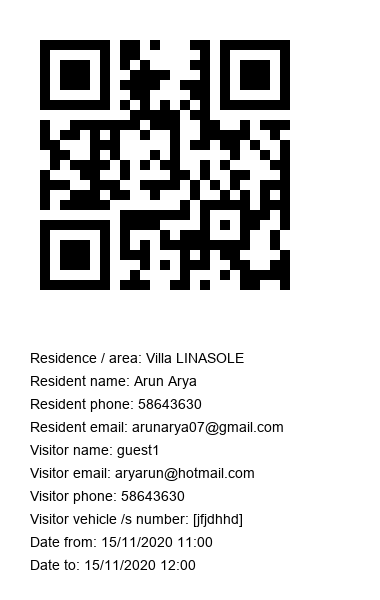 Residence / area: Villa LINASOLE
Resident name: Arun Arya
Resident phone: 58643630
Resident email: arunarya07@gmail.com
Visitor name: guest1
Visitor email: aryarun@hotmail.com
Visitor phone: 58643630
Visitor vehicle /s number: [jfjdhhd]
Date from: 15/11/2020 11:00
Date to: 15/11/2020 12:00